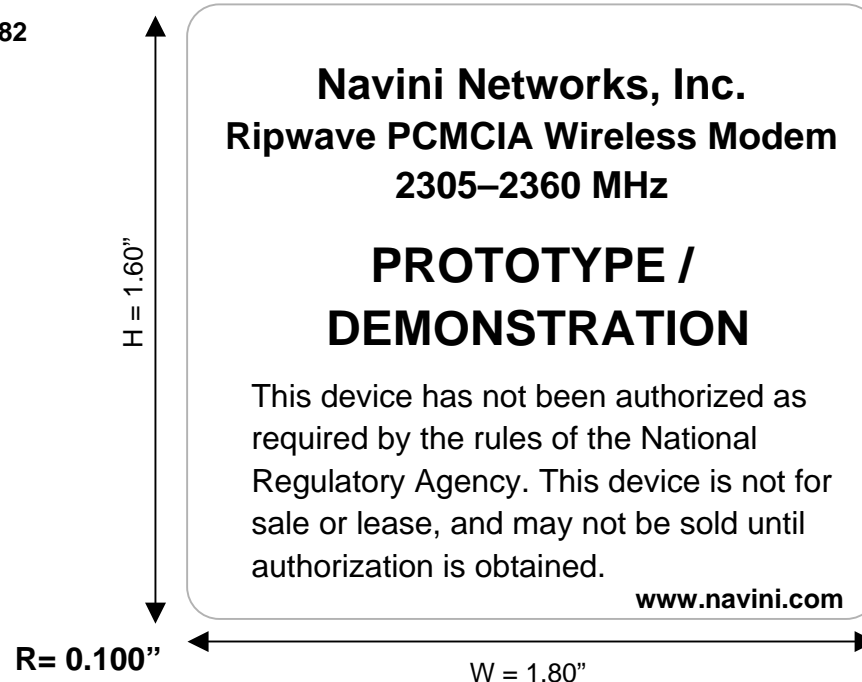 82
Navini Networks, Inc.
Ripwave PCMCIA Wireless Modem
2305–2360 MHz
H = 1.60”
PROTOTYPE /
DEMONSTRATION
This device has not been authorized as
required by the rules of the National
Regulatory Agency. This device is not for
sale or lease, and may not be sold until
authorization is obtained.
www.navini.com
R= 0.100”
W = 1.80”